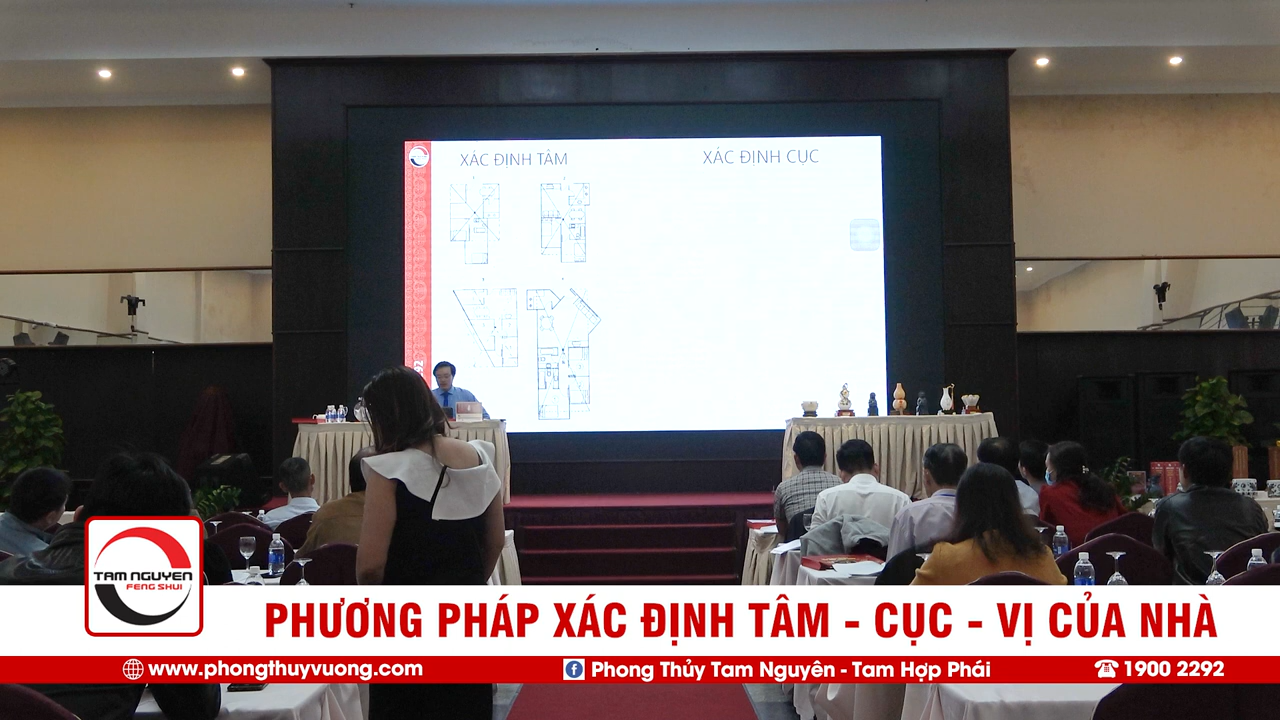 XÁC ĐỊNH TÂM
XÁC ĐỊNH CỤC
TAM NGUYEN
FENG SHUI
PHƯƠNG PHÁP XÁC ĐỊNH TÂM - CỤC - VỊ CỦA NHÀ
www.phongthuyvuong.com
Phong Thủy Tam Nguyên - Tam Hợp Phái
1900 2292